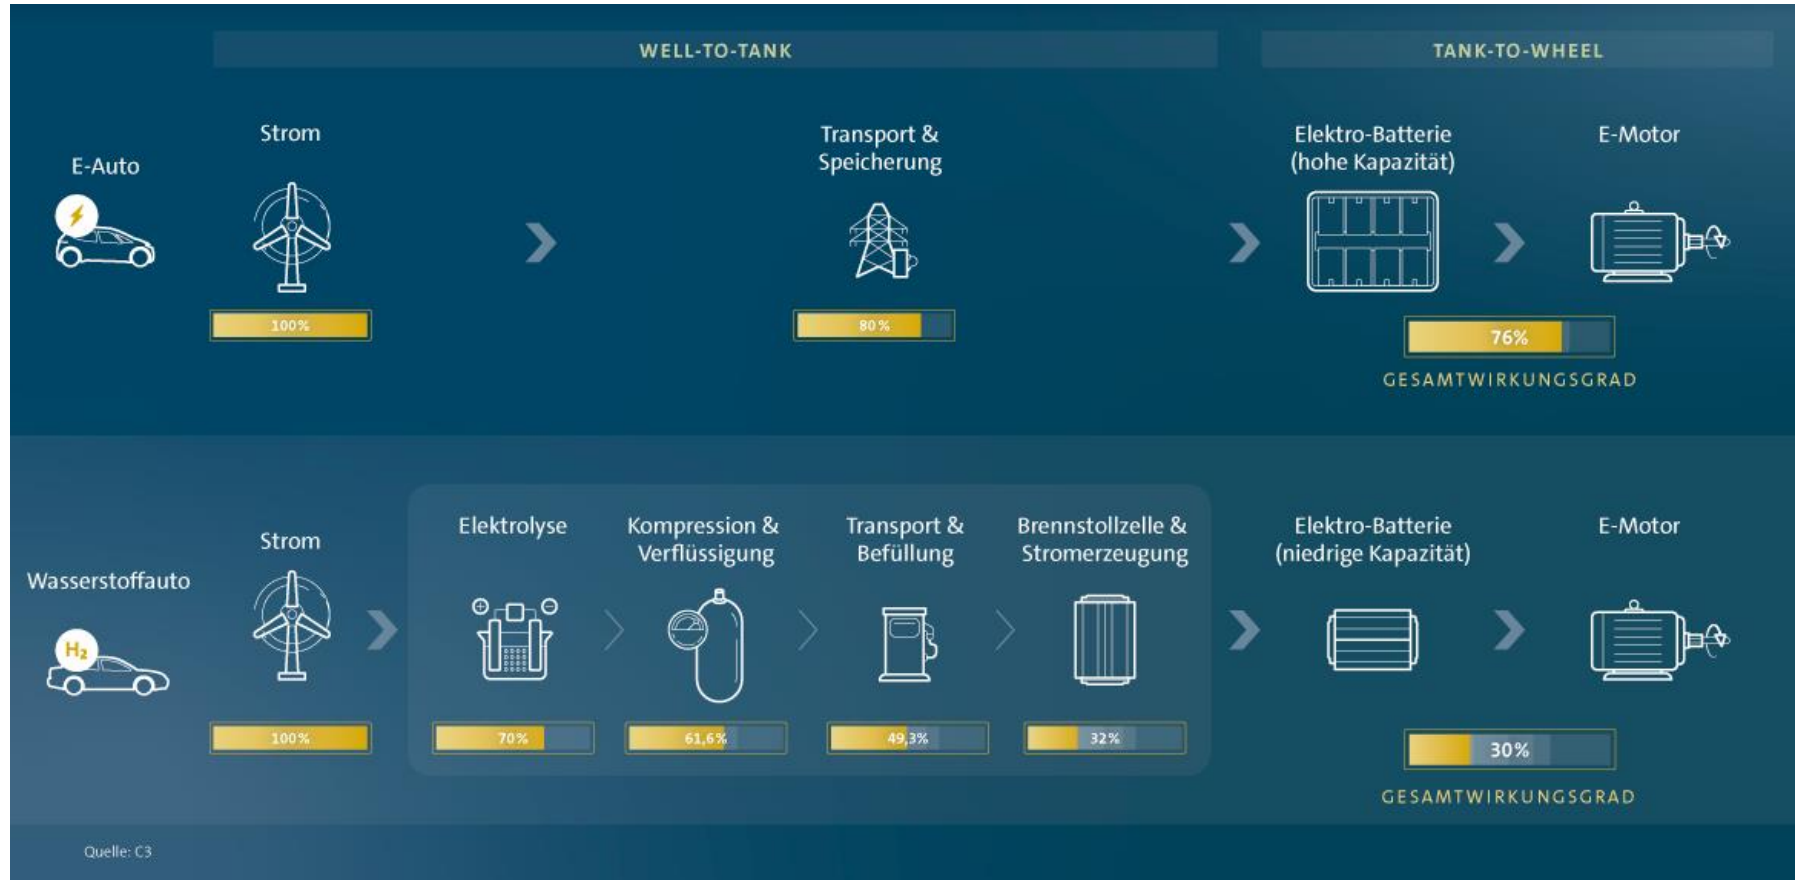 WELL-TO-TANK
TANK-TO-WHEEL
E-Auto
Strom
100%
Transport &
Speicherung
80%
Elektro-Batterie
(hohe Kapazität)
E-Motor
76%
GESAMTWIRKUNGSGRAD
Wasserstoffauto
H₂
Strom
100%
Elektrolyse
70%
Kompression &
Verflüssigung
61,6%
Transport &
Befüllung
49,3%
Brennstollzelle &
Stromerzeugung
32%
Elektro-Batterie
(niedrige Kapazität)
E-Motor
30%
GESAMTWIRKUNGSGRAD
Quelle: C3